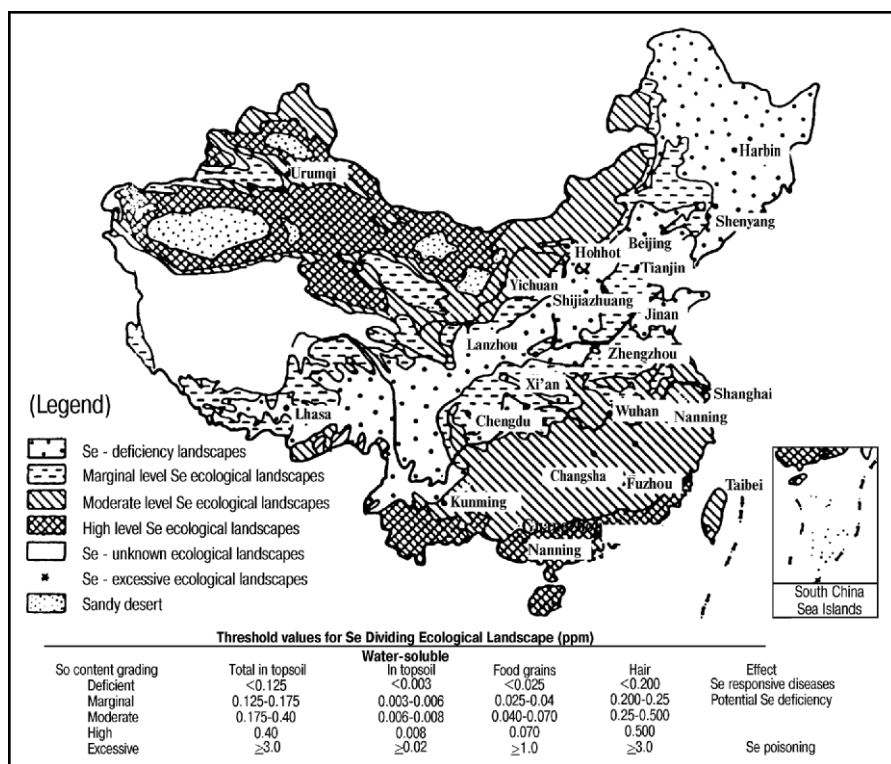 Urumqi
Harbin
Shenyang
Beijing
Hohhot
Tianjin
Yichuan
Shijiazhuang
Jinan
Lanzhou
Zhengzhou
Xi'an
Shanghai
Wuhan
Nanning
Lhasa
Chengdu
Changsha
Fuzhou
Taibei
Kunming
Nanning
(Legend)
Se - deficiency landscapes
Marginal level Se ecological landscapes
Moderate level Se ecological landscapes
High level Se ecological landscapes
Se - unknown ecological landscapes
Se - excessive ecological landscapes
Sandy desert
South China
Sea Islands
Threshold values for Se Dividing Ecological Landscape (ppm)
Water-soluble
So content grading Total in topsoil In topsoil Food grains Hair Effect
Deficient <0.125 <0.003 <0.025 <0.200 Se responsive diseases
Marginal 0.125-0.175 0.003-0.006 0.025-0.04 0.200-0.25 Potential Se deficiency
Moderate 0.175-0.40 0.006-0.008 0.040-0.070 0.25-0.500
High 0.40 0.008 0.070 0.500
Excessive ≥3.0 ≥0.02 ≥1.0 ≥3.0 Se poisoning